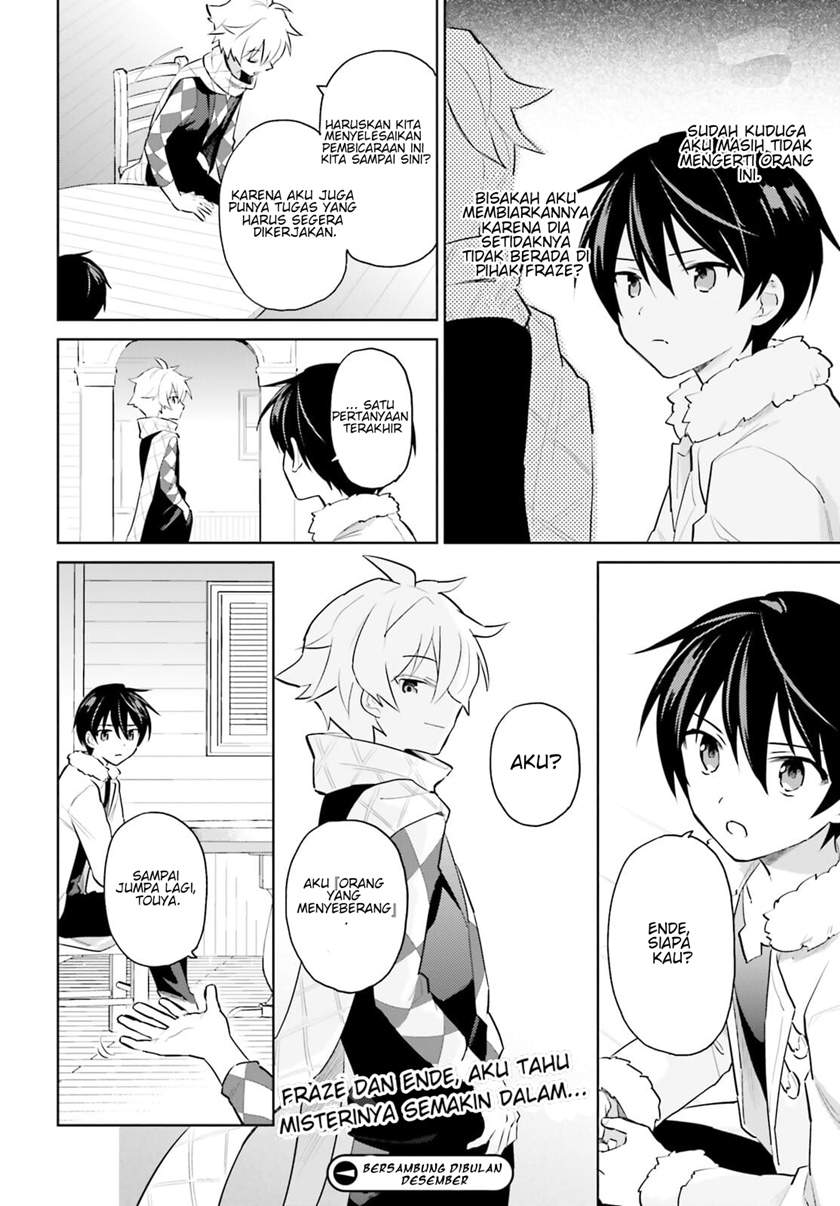 SUDAH KUDUGA
AKU MASIH TIDAK
MENGERTI ORANG
INI.
BISAKAH AKU
MEMBIARKANNYA
KARENA DIA
SETIDAKNYA
TIDAK BERADA DI
PIHAK FRAZE?
HARUSKAN KITA
MENYELESAIKAN
PEMBICARAAN INI
KITA SAMPAI SINI?
KARENA AKU JUGA
PUNYA TUGAS YANG
HARUS SEGERA
DIKERJAKAN.
... SATU
PERTANYAAN
TERAKHIR
ENDE,
SIAPA
KAU?
AKU?
AKU 『ORANG
YANG
MENYEBERANG』
.
SAMPAI
JUMPA LAGI,
TOUYA.
FRAZE DAN ENDE, AKU TAHU
MISTERINYA SEMAKIN DALAM...
BERSAMBUNG DIBULAN
DESEMBER